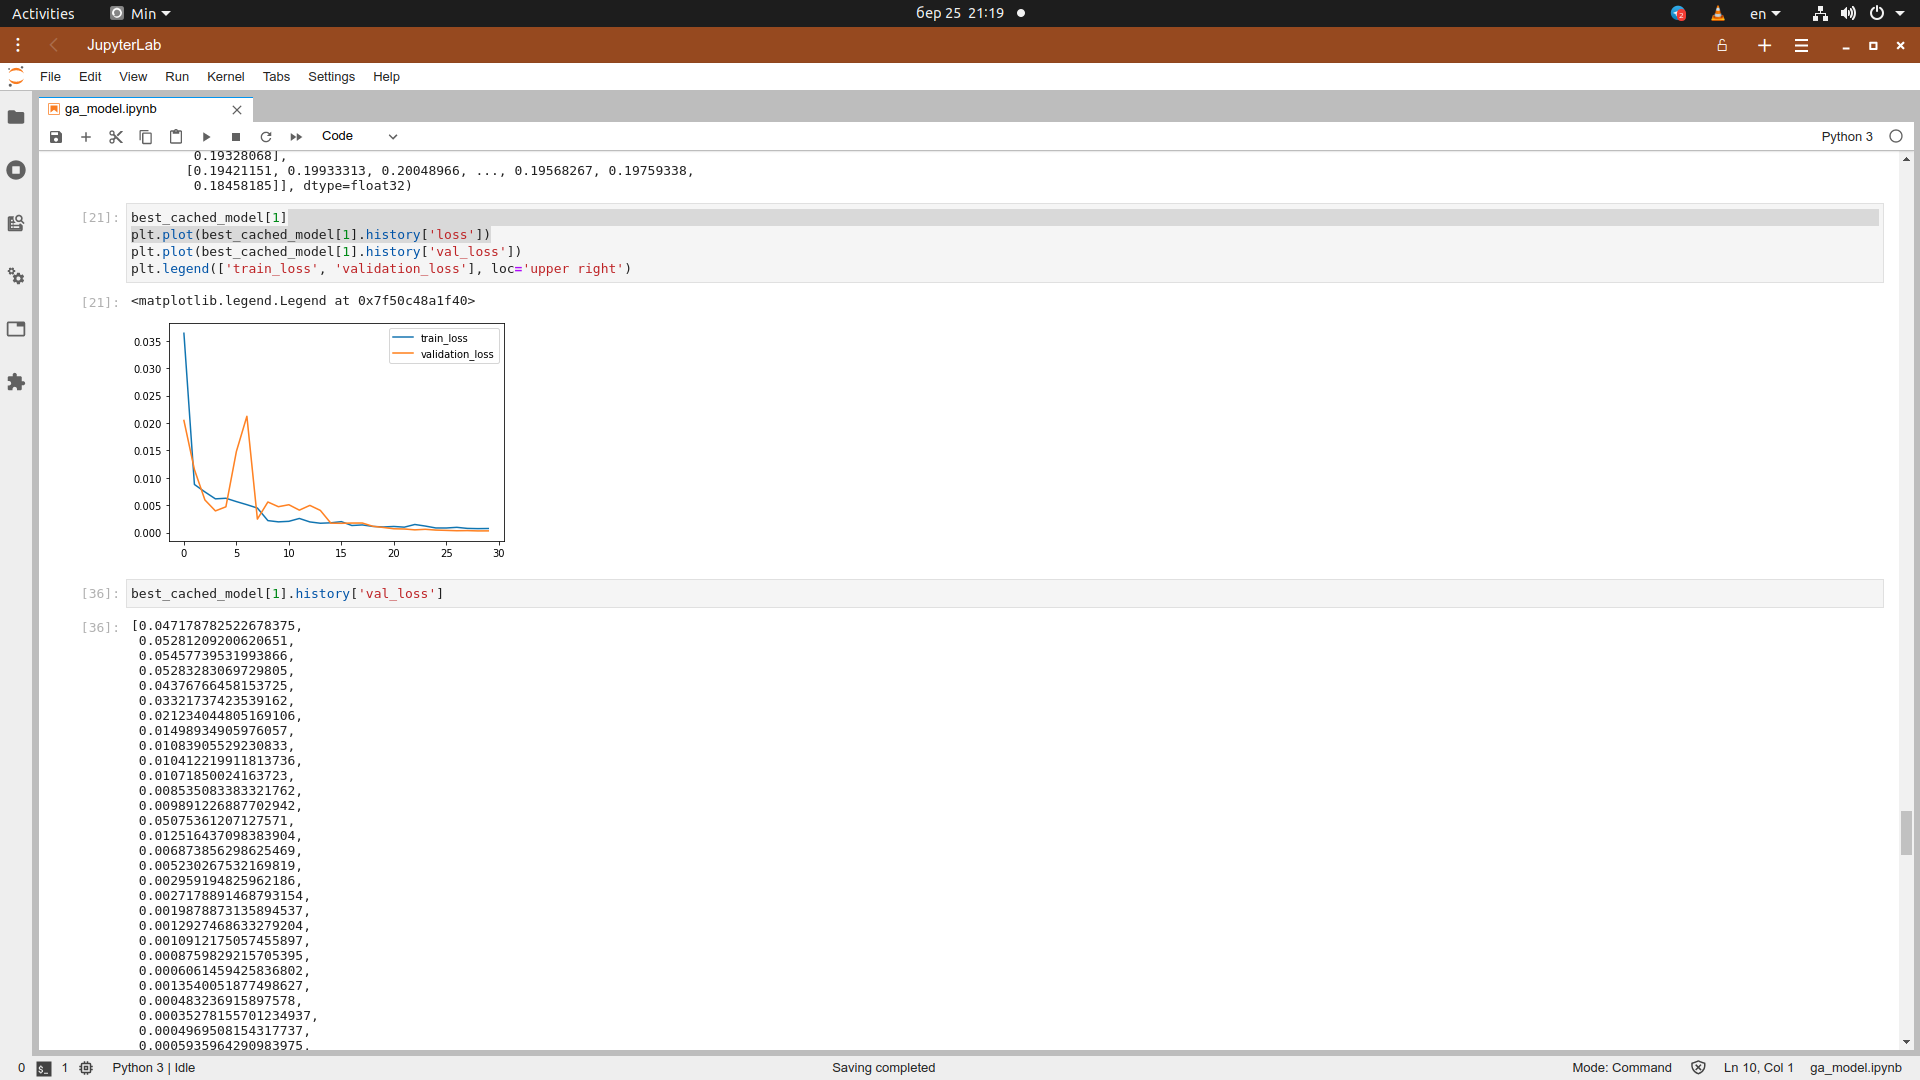 Activities Min бер 25 21:19 2 en
JupyterLab
File Edit View Run Kernel Tabs Settings Help
ga_model.ipynb
Code Python 3
0.19328068],
[0.19421151, 0.19933313, 0.20048966, ..., 0.19568267, 0.19759338,
0.18458185]], dtype=float32)
[21]: best_cached_model[1]
plt.plot(best_cached_model[1].history['loss'])
plt.plot(best_cached_model[1].history['val_loss'])
plt.legend(['train_loss', 'validation_loss'], loc='upper right')
[21]: <matplotlib.legend.Legend at 0x7f50c48a1f40>
train_loss
validation_loss
0.035
0.030
0.025
0.020
0.015
0.010
0.005
0.000
0 5 10 15 20 25 30
[36]: best_cached_model[1].history['val_loss']
[36]: [0.047178782522678375,
0.05281209200620651,
0.05457739531993866,
0.05283283069729805,
0.04376766458153725,
0.03321737423539162,
0.021234044805169106,
0.01498934905976057,
0.01083905529230833,
0.010412219911813736,
0.01071850024163723,
0.008535083383321762,
0.009891226887702942,
0.05075361207127571,
0.012516437098383904,
0.006873856298625469,
0.005230267532169819,
0.002959194825962186,
0.0027178891468793154,
0.0019878873135894537,
0.0012927468633279204,
0.0010912175057455897,
0.0008759829215705395,
0.0006061459425836802,
0.0013540051877498627,
0.000483236915897578,
0.00035278155701234937,
0.0004969508154317737,
0.0005935964290983975,
0 1 Python 3 | Idle Saving completed Mode: Command Ln 10, Col 1 ga_model.ipynb